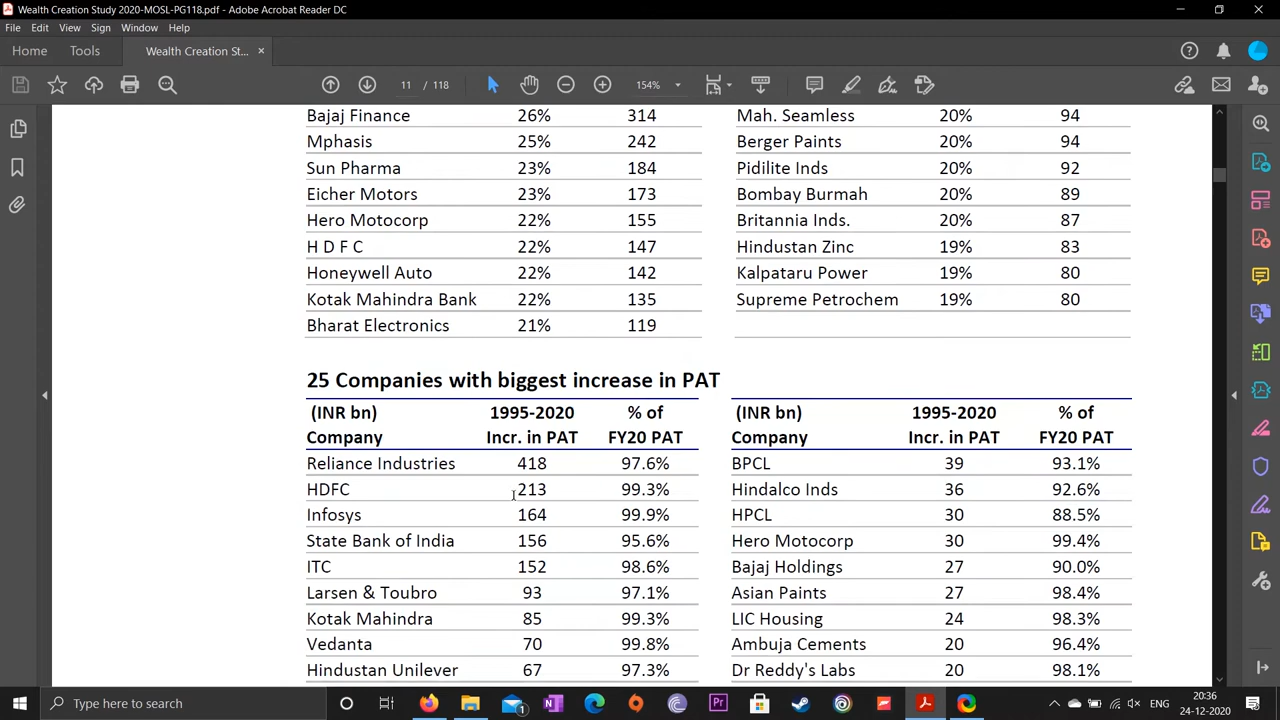 Wealth Creation Study 2020-MOSL-PG118.pdf - Adobe Acrobat Reader DC
File Edit View Sign Window Help
Home Tools Wealth Creation St... ×
11 / 118 154%
Bajaj Finance 26% 314 Mah. Seamless 20% 94
Mphasis 25% 242 Berger Paints 20% 94
Sun Pharma 23% 184 Pidilite Inds 20% 92
Eicher Motors 23% 173 Bombay Burmah 20% 89
Hero Motocorp 22% 155 Britannia Inds. 20% 87
H D F C 22% 147 Hindustan Zinc 19% 83
Honeywell Auto 22% 142 Kalpataru Power 19% 80
Kotak Mahindra Bank 22% 135 Supreme Petrochem 19% 80
Bharat Electronics 21% 119
25 Companies with biggest increase in PAT
(INR bn) 1995-2020 % of (INR bn) 1995-2020 % of
Company Incr. in PAT FY20 PAT Company Incr. in PAT FY20 PAT
Reliance Industries 418 97.6% BPCL 39 93.1%
HDFC 213 99.3% Hindalco Inds 36 92.6%
Infosys 164 99.9% HPCL 30 88.5%
State Bank of India 156 95.6% Hero Motocorp 30 99.4%
ITC 152 98.6% Bajaj Holdings 27 90.0%
Larsen & Toubro 93 97.1% Asian Paints 27 98.4%
Kotak Mahindra 85 99.3% LIC Housing 24 98.3%
Vedanta 70 99.8% Ambuja Cements 20 96.4%
Hindustan Unilever 67 97.3% Dr Reddy's Labs 20 98.1%
Type here to search 1 N Pr ENG 20:36
24-12-2020